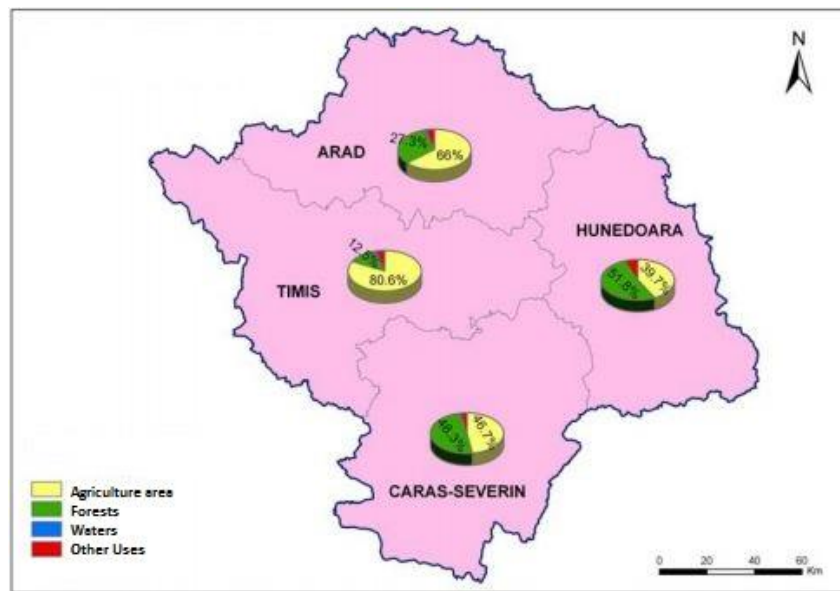 N
27.3%
ARAD
66%
HUNEDOARA
12.5%
TIMIS
80.6%
39.7%
51.8%
48.3%
46.7%
CARAS-SEVERIN
Agriculture area
Forests
Waters
Other Uses
0 20 40 60
Km